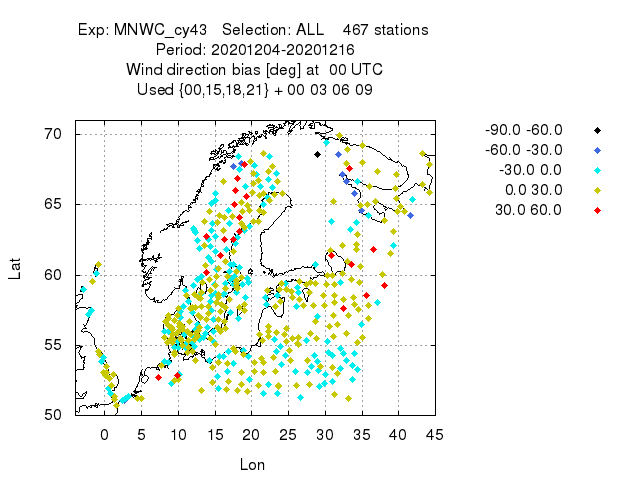 Exp: MNWC_cy43 Selection: ALL 467 stations
Period: 20201204-20201216
Wind direction bias [deg] at 00 UTC
Used {00,15,18,21} + 00 03 06 09
70
65
60
55
50
Lat
0 5 10 15 20 25 30 35 40 45
Lon
-90.0 -60.0
-60.0 -30.0
-30.0 0.0
0.0 30.0
30.0 60.0